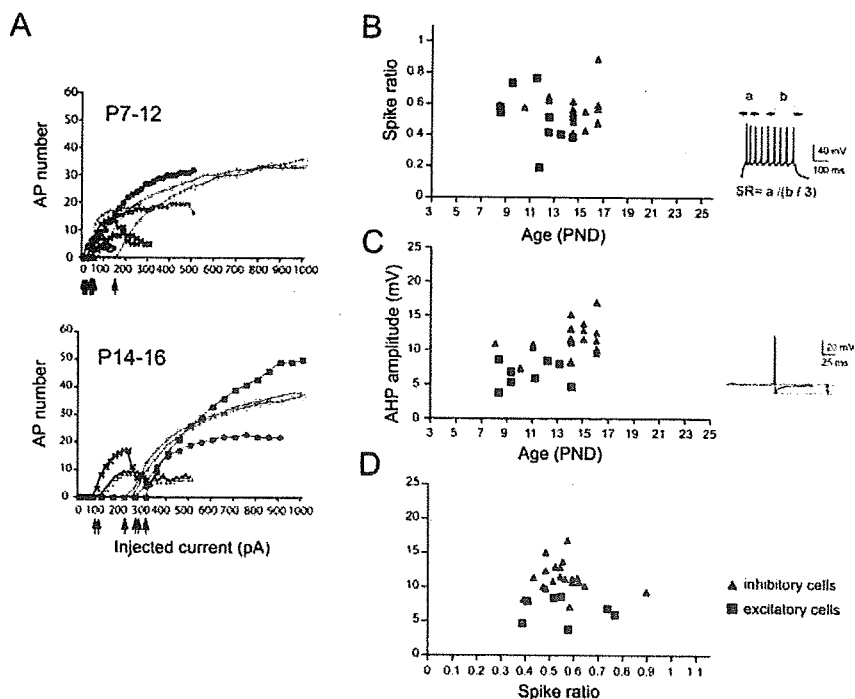 A
P7-12
AP number
60
50
40
30
20
10
0
0 100 200 300 400 500 600 700 800 900 1000
P14-16
AP number
60
50
40
30
20
10
0
0 100 200 300 400 500 600 700 800 900 1000
Injected current (pA)
B
Spike ratio
1
0.8
0.6
0.4
0.2
0
3 5 7 9 11 13 15 17 19 21 23 25
Age (PND)
a b
40 mV
100 ms
SR= a /(b / 3)
C
AHP amplitude (mV)
25
20
15
10
5
0
3 5 7 9 11 13 15 17 19 21 23 25
Age (PND)
20 mV
25 ms
D
25
20
15
10
5
0
0 0.1 0.2 0.3 0.4 0.5 0.6 0.7 0.8 0.9 1 1.1
Spike ratio
inhibitory cells
excitatory cells